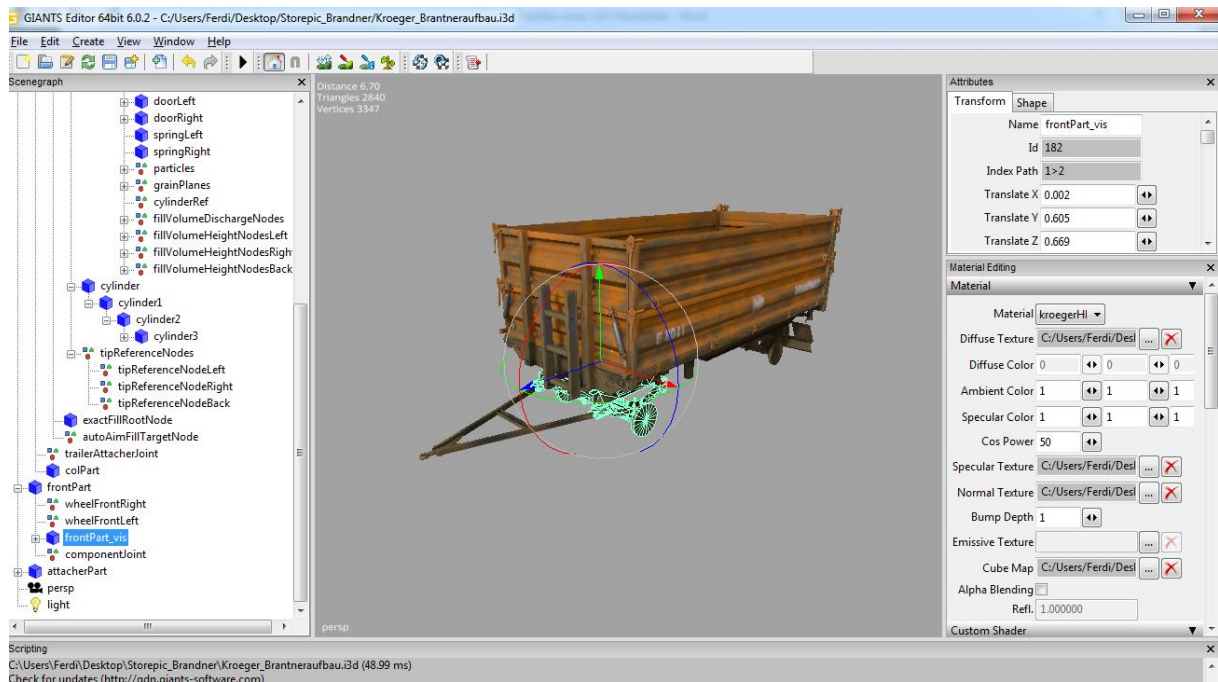 GIANTS Editor 64bit 6.0.2 - C:/Users/Ferdi/Desktop/Storepic_Brandner/Kroeger_Brantneraufbau.i3d
File Edit Create View Window Help
Scenegraph
doorLeft
doorRight
springLeft
springRight
particles
grainPlanes
cylinderRef
fillVolumeDischargeNodes
fillVolumeHeightNodesLeft
fillVolumeHeightNodesRigh
fillVolumeHeightNodesBack
cylinder
cylinder1
cylinder2
cylinder3
tipReferenceNodes
tipReferenceNodeLeft
tipReferenceNodeRight
tipReferenceNodeBack
exactFillRootNode
autoAimFillTargetNode
trailerAttacherJoint
colPart
frontPart
wheelFrontRight
wheelFrontLeft
frontPart_vis
componentJoint
attacherPart
persp
light
Distance 6,70
Triangles 2840
Vertices 3347
persp
Attributes
Transform Shape
Name frontPart_vis
Id 182
Index Path 1>2
Translate X 0.002
Translate Y 0.605
Translate Z 0.669
Material Editing
Material
Material kroegerHl
Diffuse Texture C:/Users/Ferdi/Desl ...
Diffuse Color 0 0 0
Ambient Color 1 1 1
Specular Color 1 1 1
Cos Power 50
Specular Texture C:/Users/Ferdi/Desl ...
Normal Texture C:/Users/Ferdi/Desl ...
Bump Depth 1
Emissive Texture ...
Cube Map C:/Users/Ferdi/Desl ...
Alpha Blending
Refl. 1.000000
Custom Shader
Scripting
C:\Users\Ferdi\Desktop\Storepic_Brandner\Kroeger_Brantneraufbau.i3d (48.99 ms)
Check for updates (http://gdn.giants-software.com)